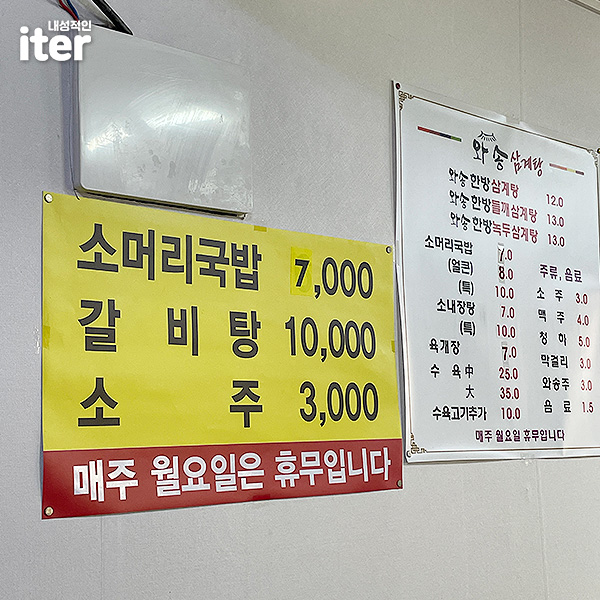 내성적인
iter
소머리국밥 7,000
갈비탕 10,000
소주 3,000
매주 월요일은 휴무입니다
와송 삼계탕
와송한방삼계탕 12.0
와송한방들깨삼계탕 13.0
와송한방녹두삼계탕 13.0
소머리국밥 7.0
(얼큰) 8.0
(특) 10.0
소내장탕 7.0
(특) 10.0
육개장 7.0
수육 中 25.0
大 35.0
수육고기추가 10.0
주류, 음료
소주 3.0
맥주 4.0
청하 5.0
막걸리 3.0
와송주 3.0
음료 1.5
매주 월요일 휴무입니다